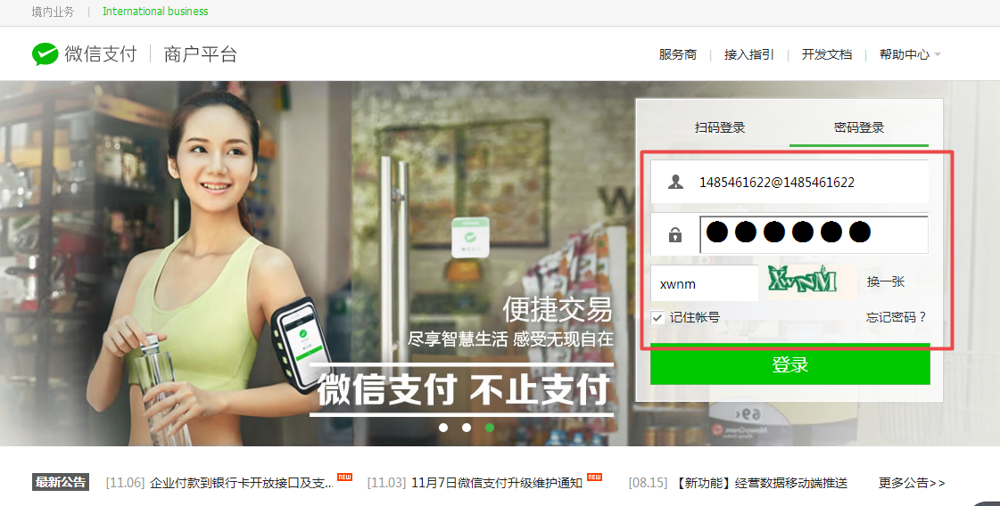 境内业务 | International business
微信支付 | 商户平台
服务商 | 接入指引 | 开发文档 | 帮助中心
扫码登录 密码登录
1485461622@1485461622
●●●●●●
xwnm XwNM 换一张
记住帐号 忘记密码？
登录
便捷交易
尽享智慧生活 感受无现自在
微信支付 不止支付
最新公告 [11.06] 企业付款到银行卡开放接口及支... NEW [11.03] 11月7日微信支付升级维护通知 NEW [08.15] 【新功能】经营数据移动端推送 更多公告>>